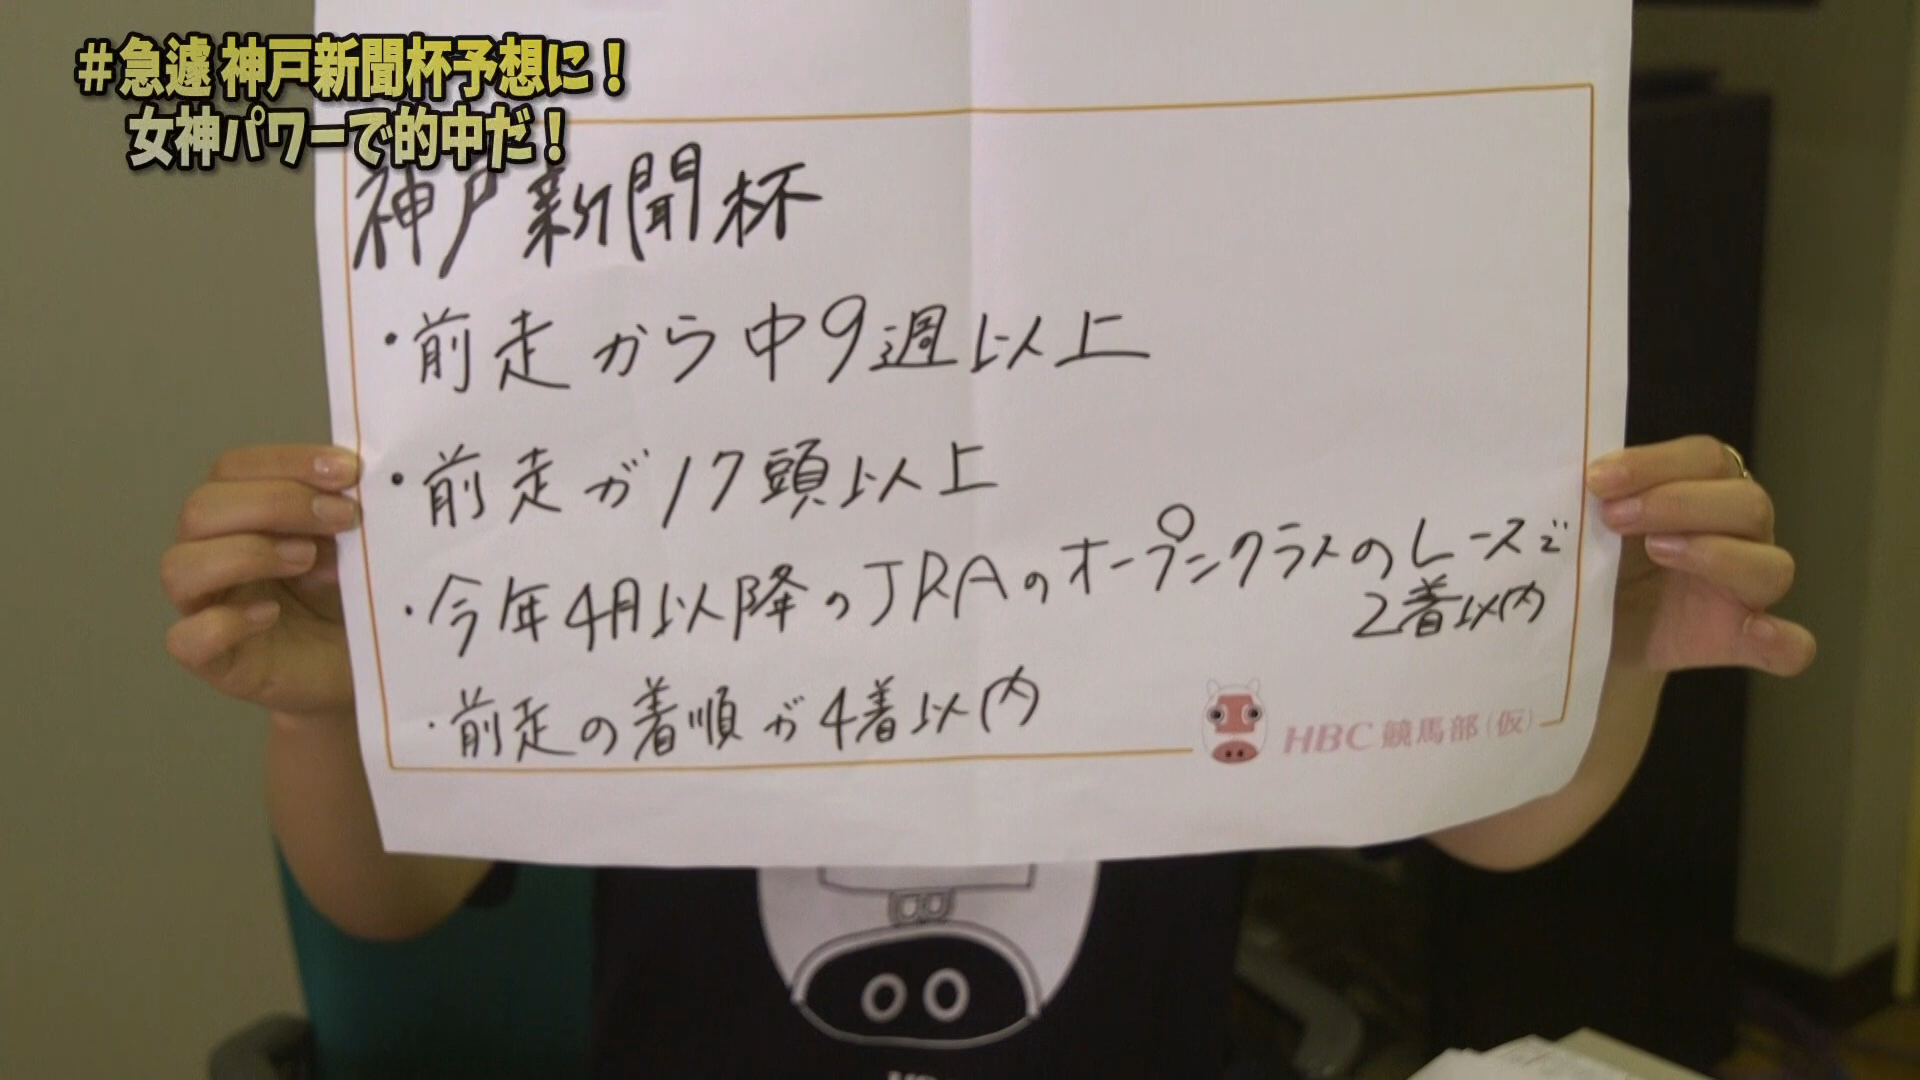 #急遽 神戸新聞杯予想に！
女神パワーで的中だ！
神戸新聞杯
・前走から中9週以上
・前走が17頭以上
・今年4月以降のJRAのオープンクラスのレースで
2着以内
・前走の着順が4着以内
HBC 競馬部(仮)